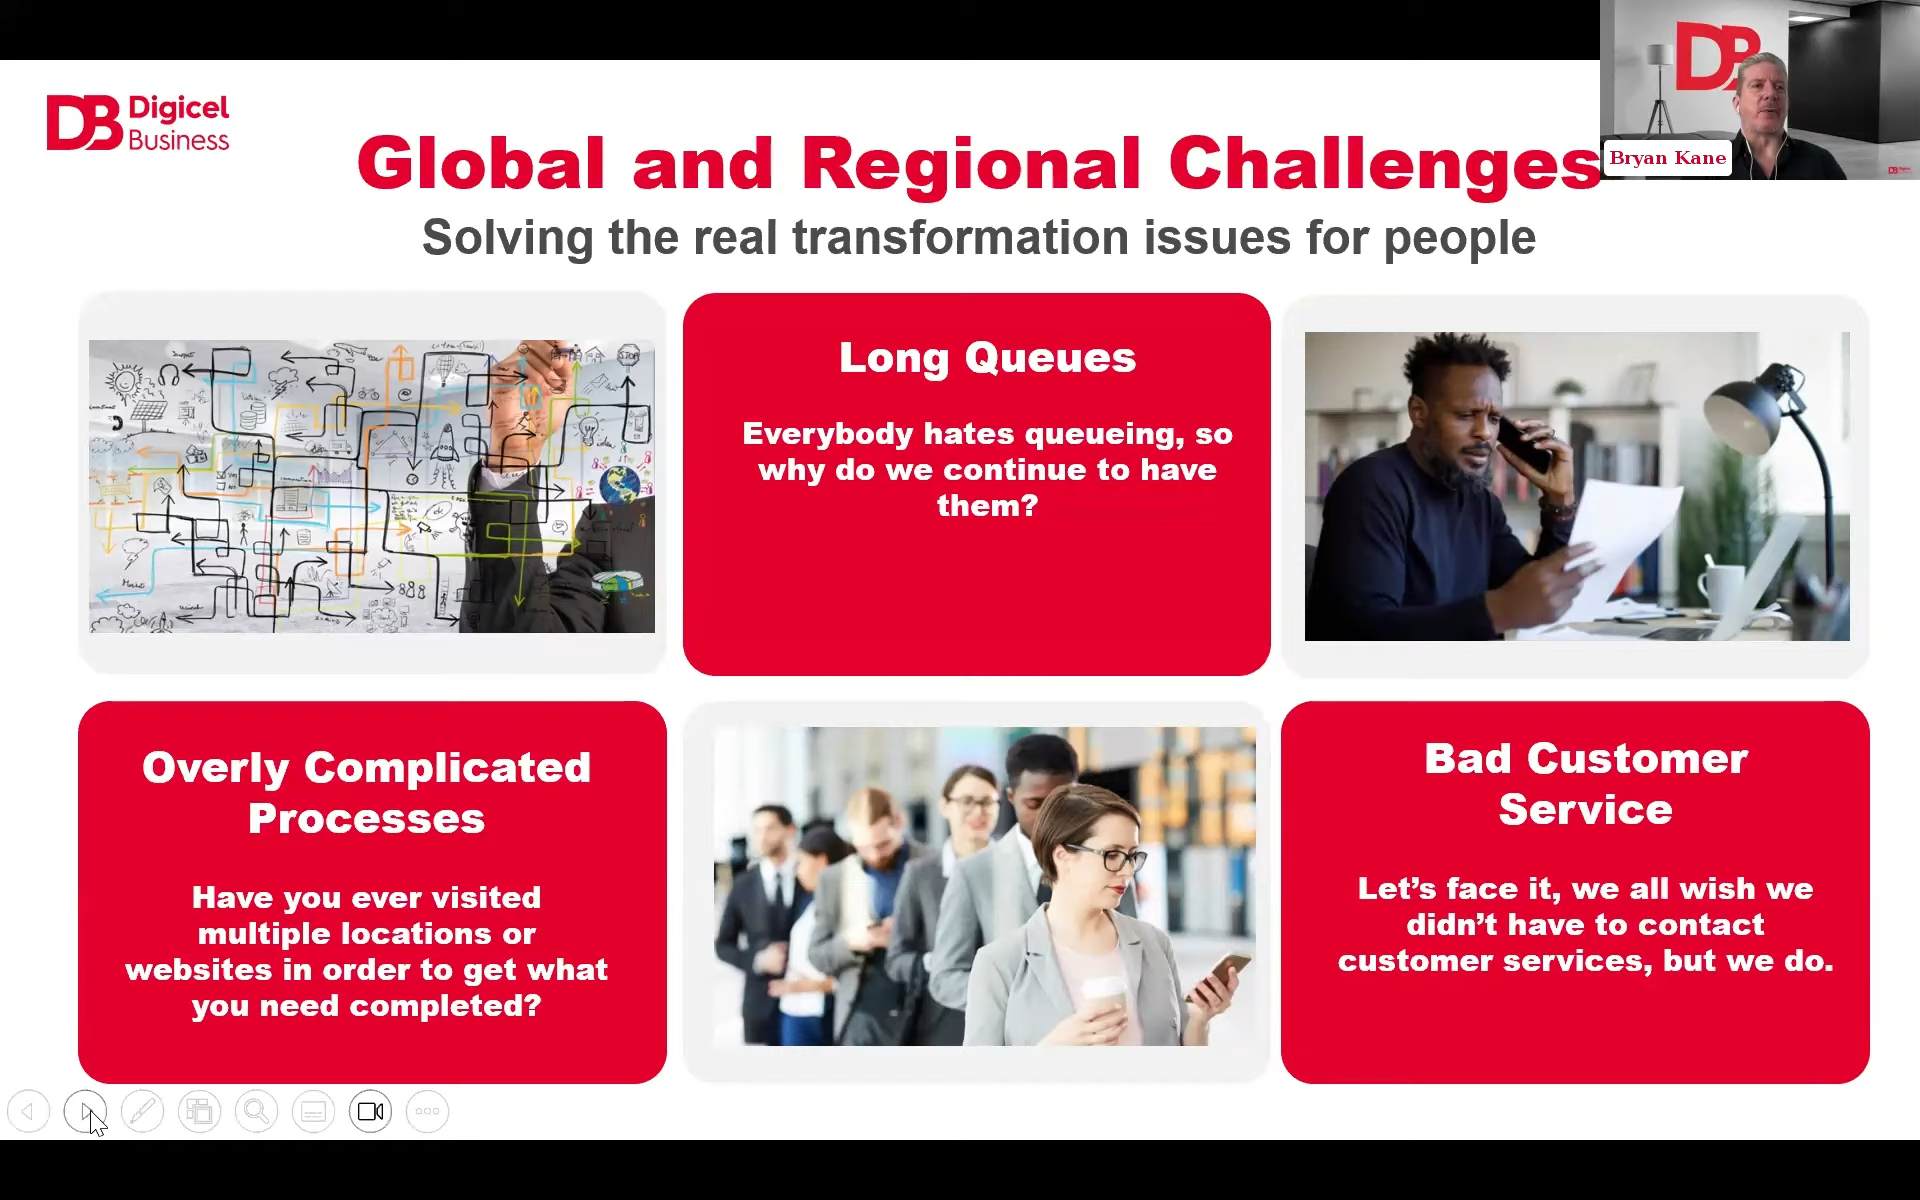 Digicel
Business
Global and Regional Challenges
Bryan Kane
Solving the real transformation issues for people
STOP
Long Queues
Everybody hates queueing, so
why do we continue to have
them?
Overly Complicated
Processes
Have you ever visited
multiple locations or
websites in order to get what
you need completed?
Bad Customer
Service
Let’s face it, we all wish we
didn’t have to contact
customer services, but we do.